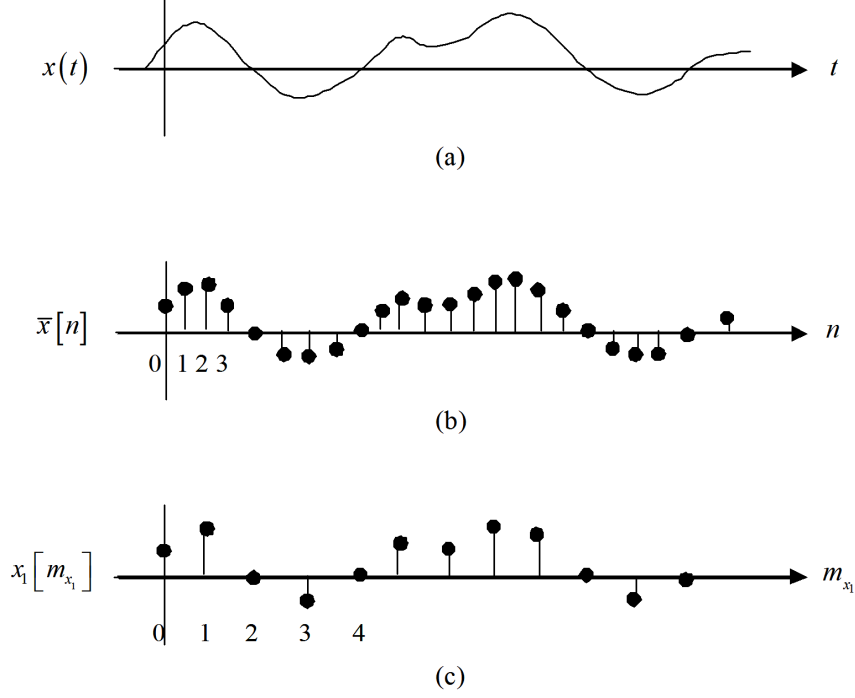 x(t) t
(a)
x̅[n] n
0 1 2 3
(b)
x₁[m_{x₁}] m_{x₁}
0 1 2 3 4
(c)